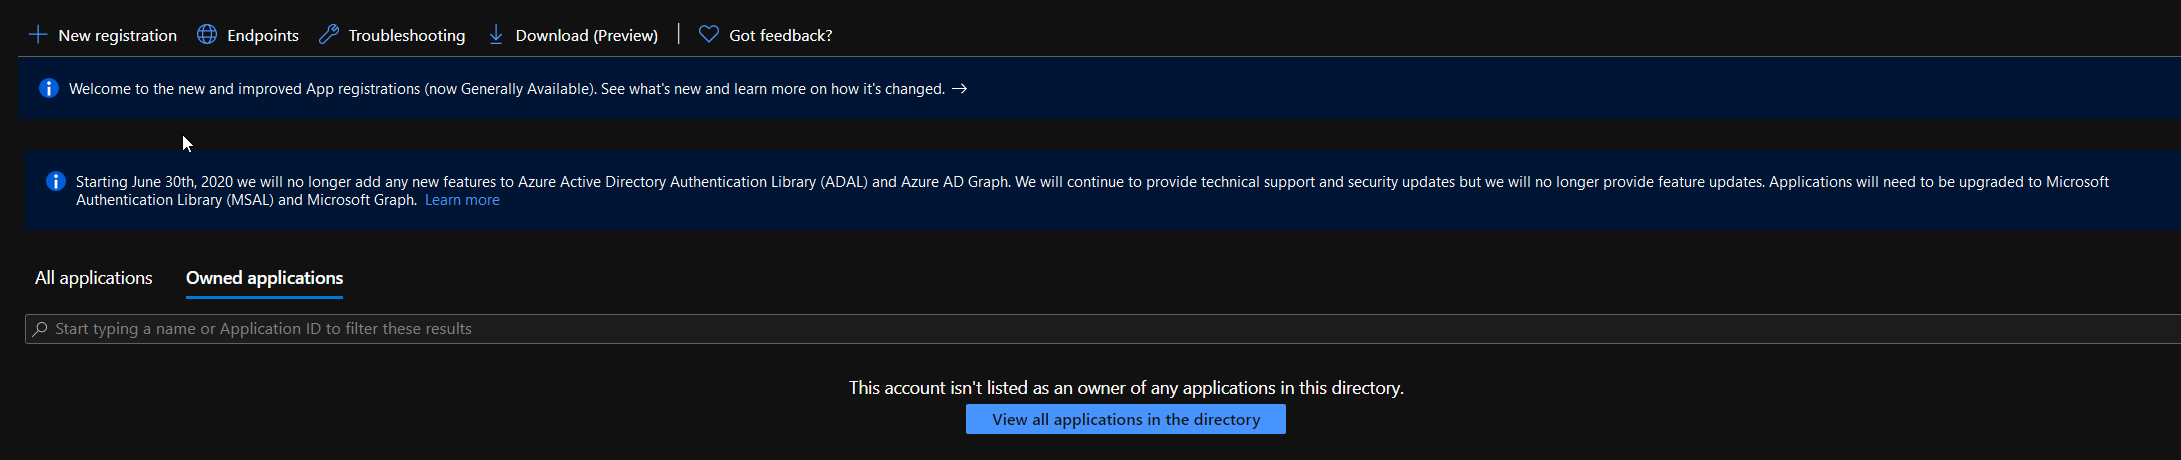 New registration Endpoints Troubleshooting Download (Preview) Got feedback?
Welcome to the new and improved App registrations (now Generally Available). See what's new and learn more on how it's changed. →
Starting June 30th, 2020 we will no longer add any new features to Azure Active Directory Authentication Library (ADAL) and Azure AD Graph. We will continue to provide technical support and security updates but we will no longer provide feature updates. Applications will need to be upgraded to Microsoft
Authentication Library (MSAL) and Microsoft Graph. Learn more
All applications Owned applications
Start typing a name or Application ID to filter these results
This account isn't listed as an owner of any applications in this directory.
View all applications in the directory